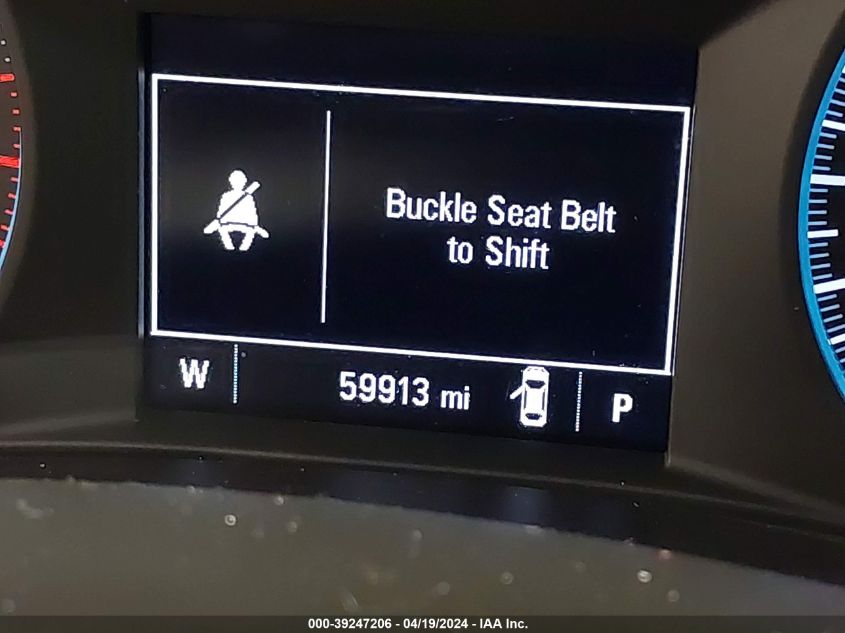 Buckle Seat Belt
to Shift
W
59913 mi
P
000-39247206 - 04/19/2024 - IAA Inc.